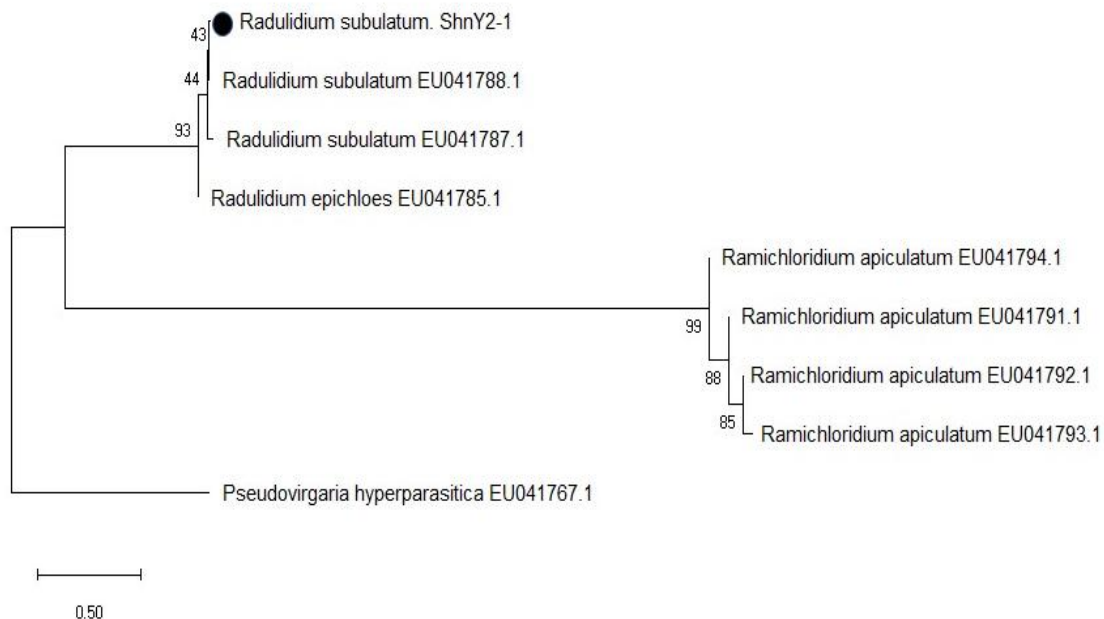 43
Radulidium subulatum. ShnY2-1
44
Radulidium subulatum EU041788.1
93
Radulidium subulatum EU041787.1
Radulidium epichloes EU041785.1
Ramichloridium apiculatum EU041794.1
99
Ramichloridium apiculatum EU041791.1
88
Ramichloridium apiculatum EU041792.1
85
Ramichloridium apiculatum EU041793.1
Pseudovirgaria hyperparasitica EU041767.1
0.50